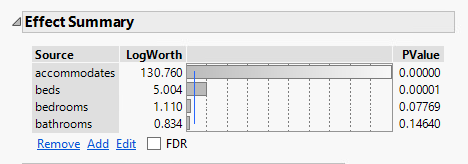 Effect Summary
Source LogWorth PValue
accommodates 130.760 0.00000
beds 5.004 0.00001
bedrooms 1.110 0.07769
bathrooms 0.834 0.14640
Remove Add Edit FDR